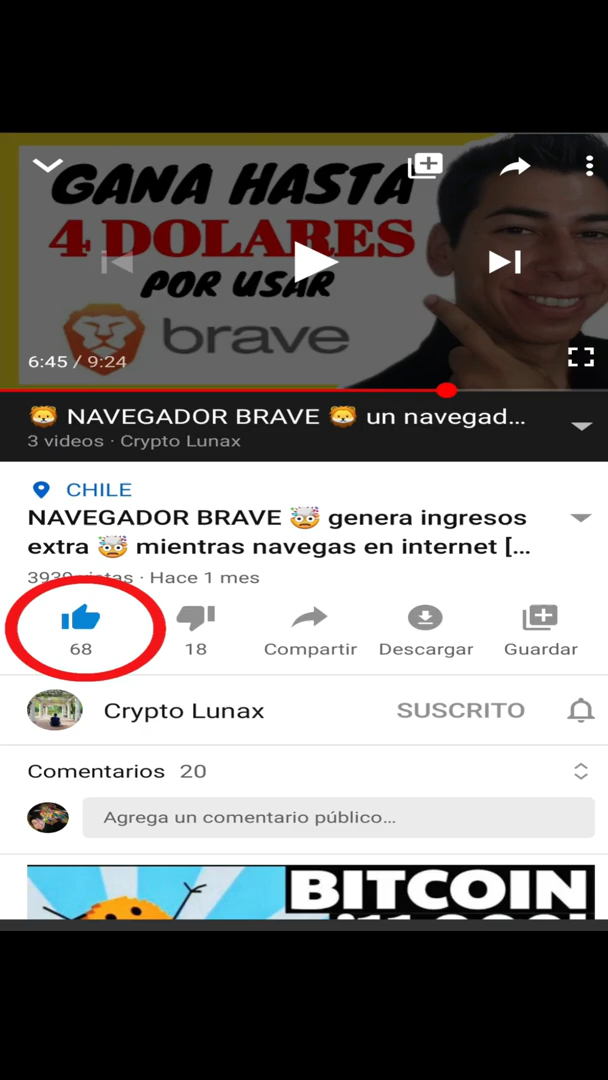 GANA HASTA
4 DOLARES
POR USAR
brave
6:45 / 9:24
🦁 NAVEGADOR BRAVE 🦁 un navegad...
3 videos · Crypto Lunax
CHILE
NAVEGADOR BRAVE 🤯 genera ingresos
extra 🤯 mientras navegas en internet [...
3939 vistas · Hace 1 mes
68
18
Compartir
Descargar
Guardar
Crypto Lunax
SUSCRITO
Comentarios 20
Agrega un comentario público...
BITCOIN